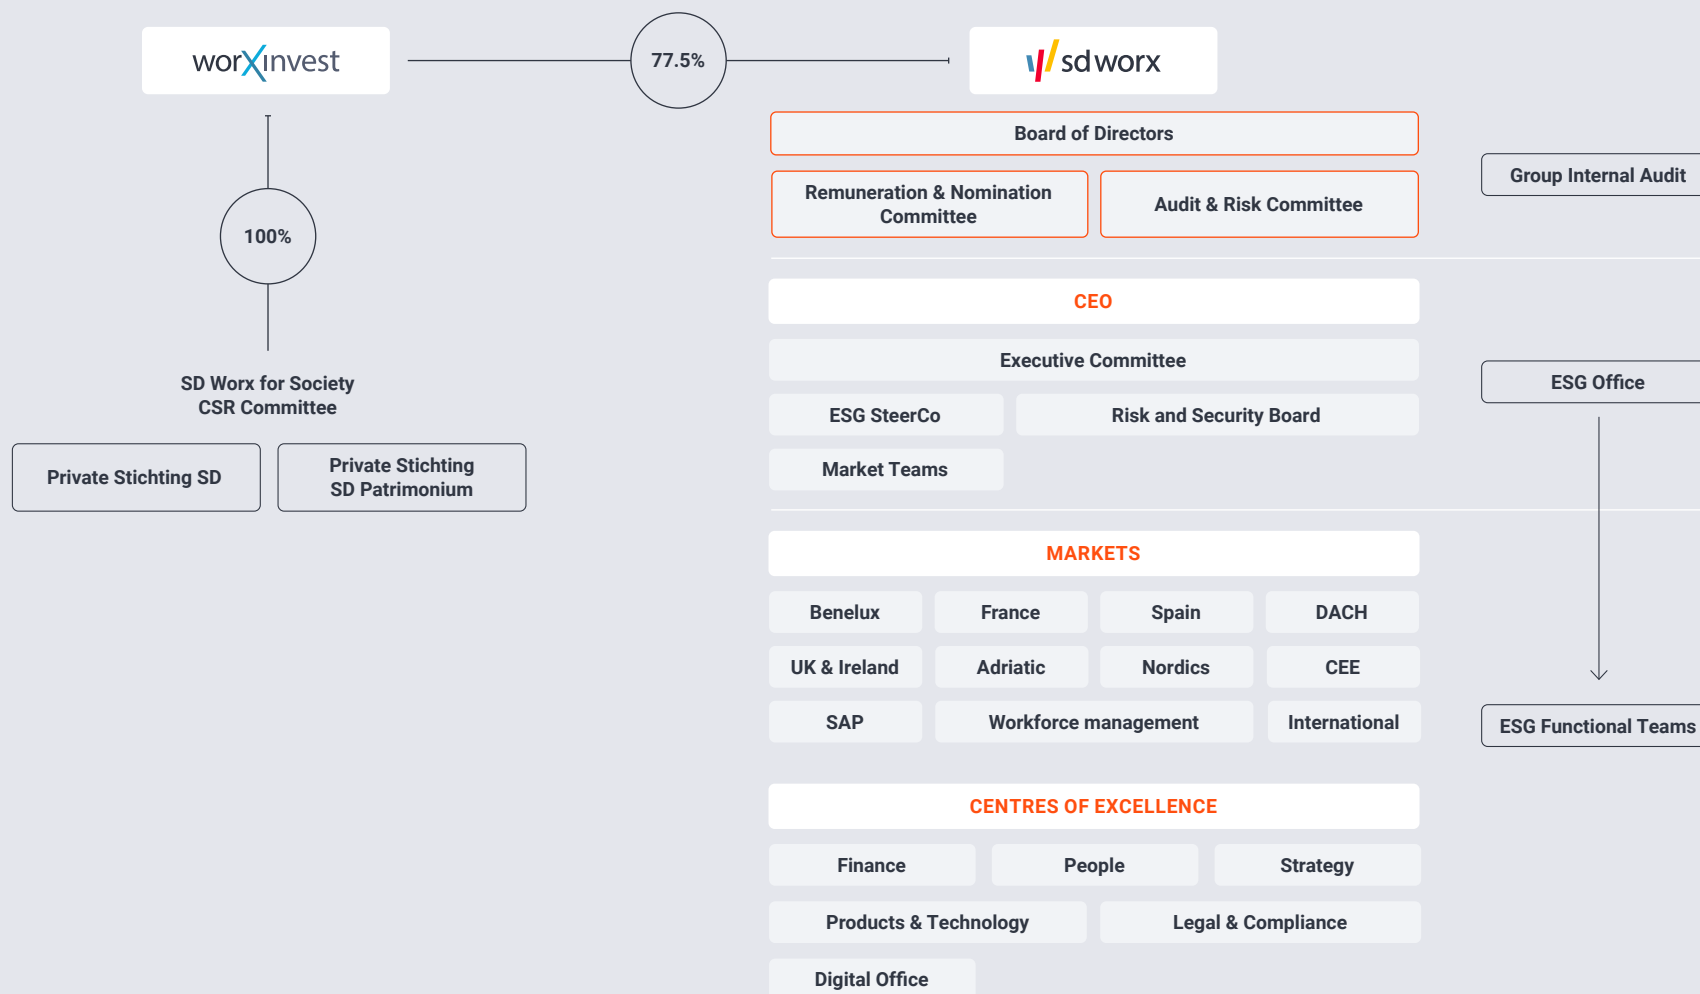 worXinvest
77.5%
sdworx
100%
SD Worx for Society
CSR Committee
Private Stichting SD
Private Stichting
SD Patrimonium
Board of Directors
Remuneration & Nomination
Committee
Audit & Risk Committee
Group Internal Audit
CEO
Executive Committee
ESG SteerCo
Risk and Security Board
Market Teams
ESG Office
MARKETS
Benelux
France
Spain
DACH
UK & Ireland
Adriatic
Nordics
CEE
SAP
Workforce management
International
ESG Functional Teams
CENTRES OF EXCELLENCE
Finance
People
Strategy
Products & Technology
Legal & Compliance
Digital Office